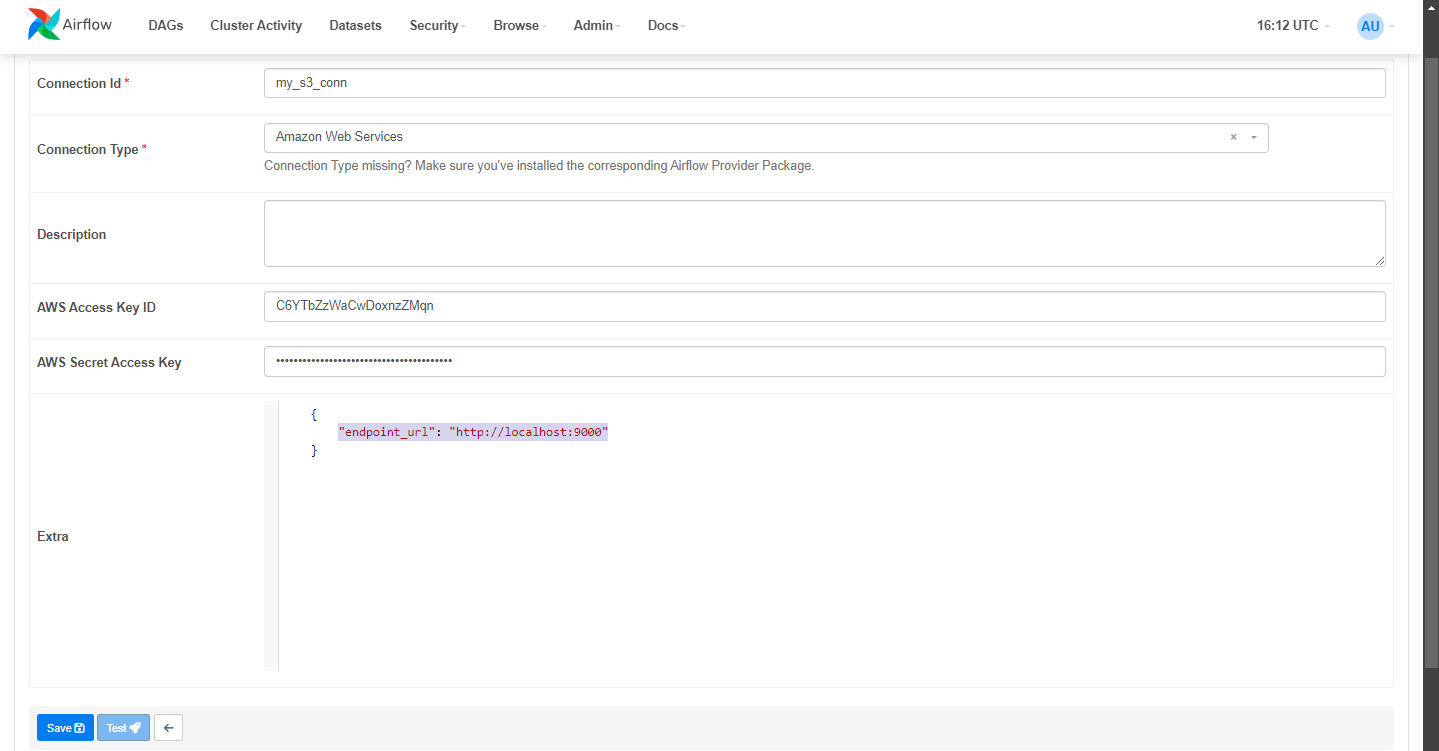 Airflow DAGs Cluster Activity Datasets Security Browse Admin Docs 16:12 UTC AU
Connection Id * my_s3_conn
Connection Type * Amazon Web Services × 
Connection Type missing? Make sure you've installed the corresponding Airflow Provider Package.
Description
AWS Access Key ID C6YTbZzWaCwDoxnzZMqn
AWS Secret Access Key ••••••••••••••••••••••••••••••••••••••••
{
"endpoint_url": "http://localhost:9000"
}
Extra
Save Test ←